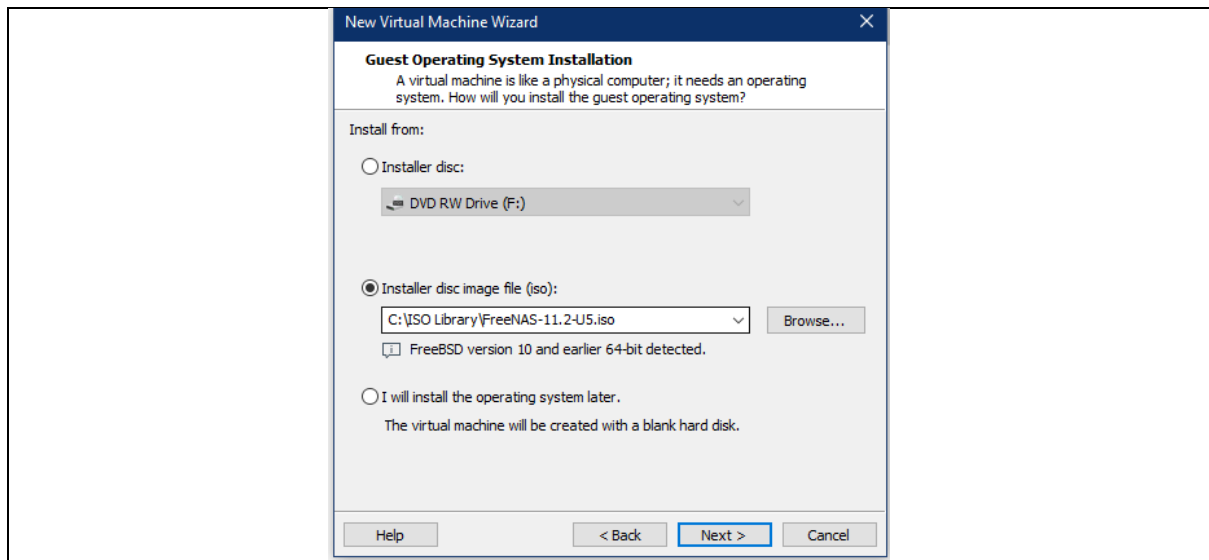 New Virtual Machine Wizard
Guest Operating System Installation
A virtual machine is like a physical computer; it needs an operating
system. How will you install the guest operating system?
Install from:
Installer disc:
DVD RW Drive (F:)
Installer disc image file (iso):
C:\ISO Library\FreeNAS-11.2-U5.iso
Browse...
FreeBSD version 10 and earlier 64-bit detected.
I will install the operating system later.
The virtual machine will be created with a blank hard disk.
Help
< Back
Next >
Cancel